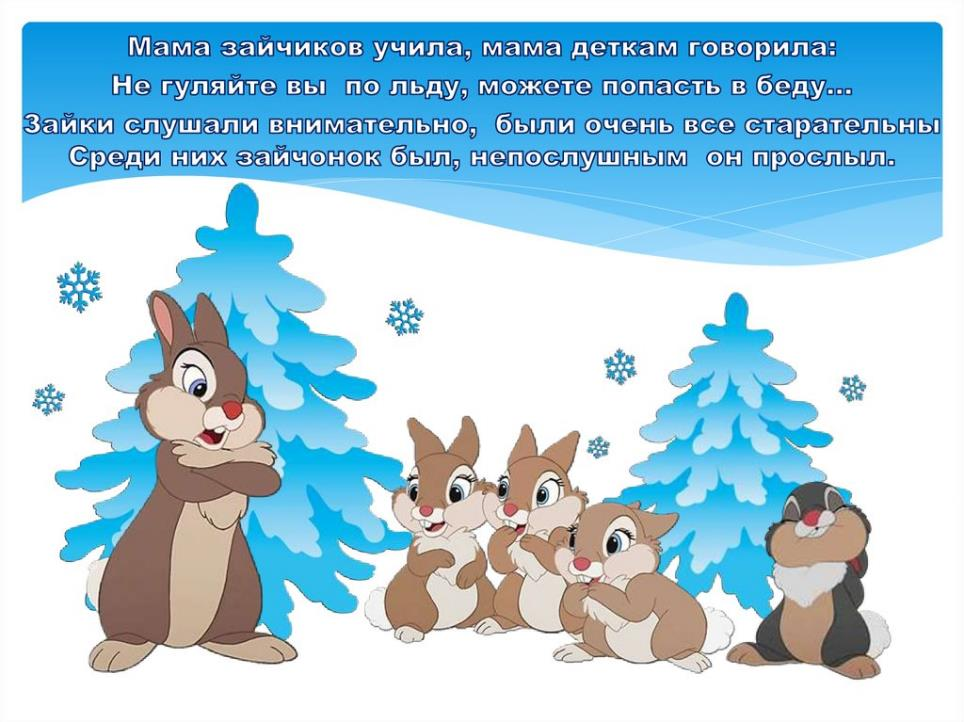 Мама зайчиков учила, мама деткам говорила:
Не гуляйте вы  по льду, можете попасть в беду...
Зайки слушали внимательно,  были очень все старательны
Среди них зайчонок был, непослушным  он прослыл.